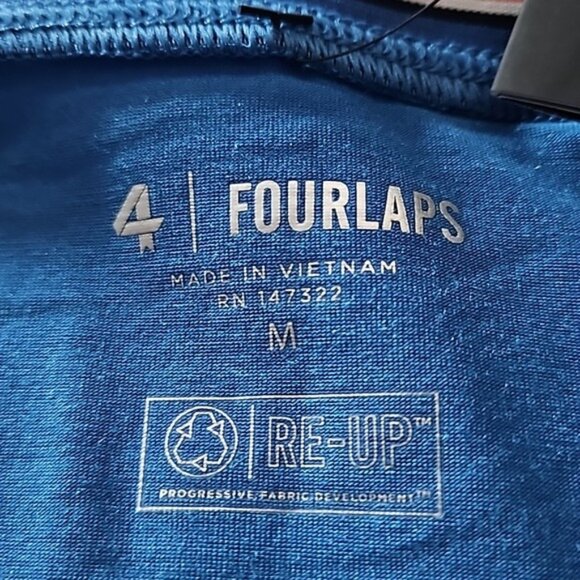 4 | FOURLAPS
MADE IN VIETNAM
RN 147322
M
RE-UP™
PROGRESSIVE FABRIC DEVELOPMENT™